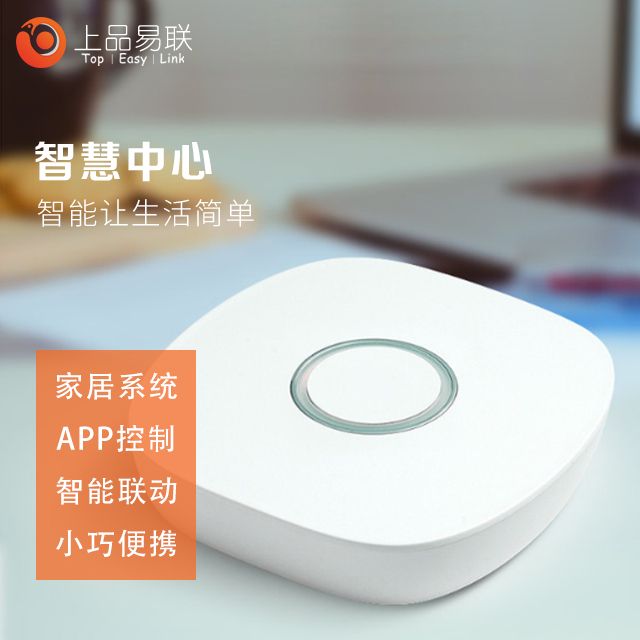 上品易联
Top | Easy | Link
智慧中心
智能让生活简单
家居系统
APP控制
智能联动
小巧便携